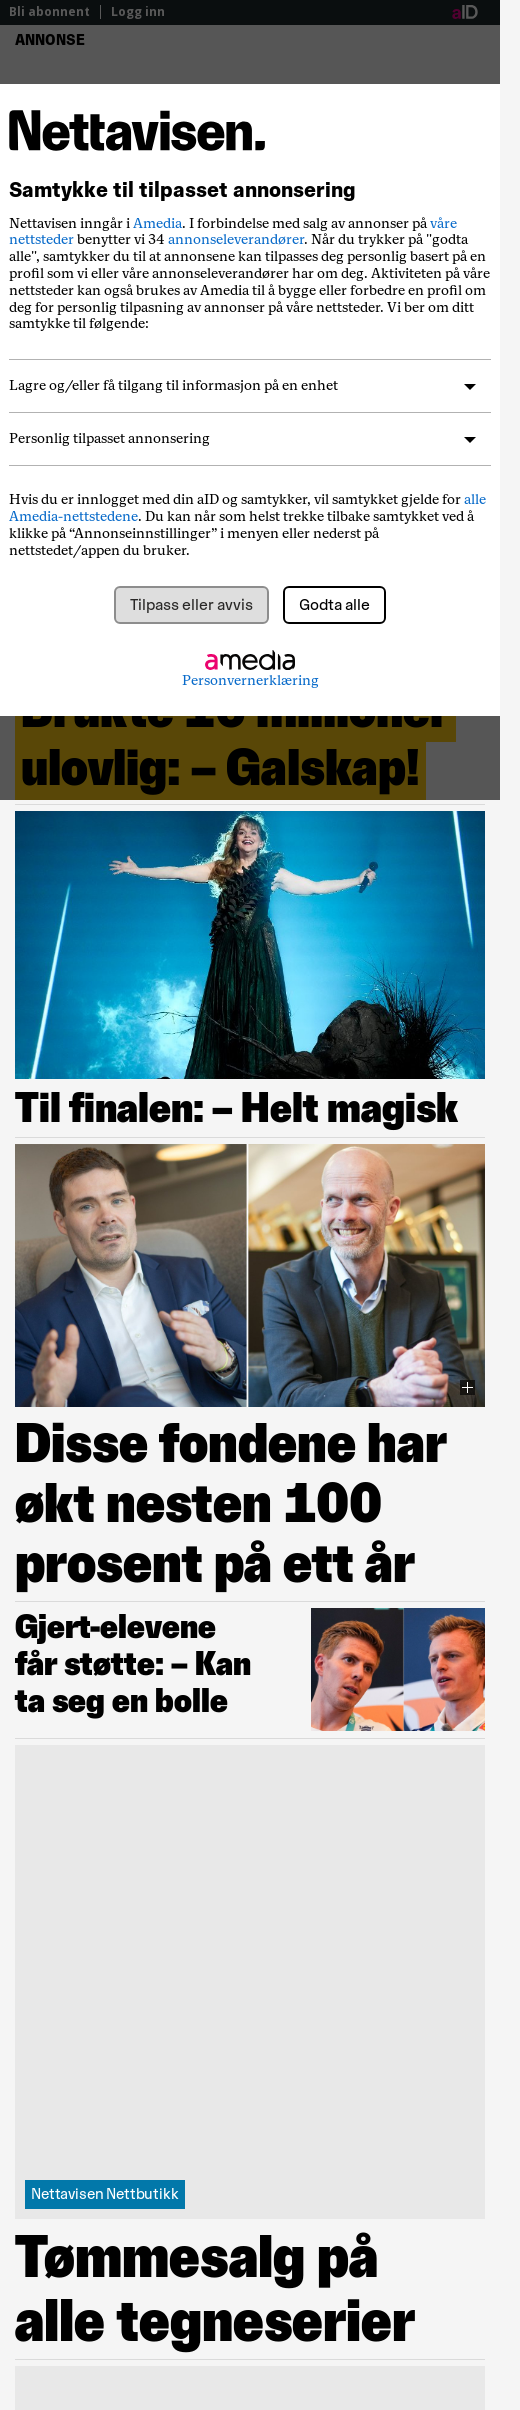 Bli abonnent
Logg inn
aID
ANNONSE
Nettavisen.
Samtykke til tilpasset annonsering
Nettavisen inngår i Amedia. I forbindelse med salg av annonser på våre
nettsteder benytter vi 34 annonseleverandører. Når du trykker på "godta
alle", samtykker du til at annonsene kan tilpasses deg personlig basert på en
profil som vi eller våre annonseleverandører har om deg. Aktiviteten på våre
nettsteder kan også brukes av Amedia til å bygge eller forbedre en profil om
deg for personlig tilpasning av annonser på våre nettsteder. Vi ber om ditt
samtykke til følgende:
Lagre og/eller få tilgang til informasjon på en enhet
Personlig tilpasset annonsering
Hvis du er innlogget med din aID og samtykker, vil samtykket gjelde for alle
Amedia-nettstedene. Du kan når som helst trekke tilbake samtykket ved å
klikke på “Annonseinnstillinger” i menyen eller nederst på
nettstedet/appen du bruker.
Tilpass eller avvis
Godta alle
amedia
Personvernerklæring
Brukte 16 millioner
ulovlig: – Galskap!
Til finalen: – Helt magisk
Disse fondene har
økt nesten 100
prosent på ett år
Gjert-elevene
får støtte: – Kan
ta seg en bolle
Nettavisen Nettbutikk
Tømmesalg på
alle tegneserier